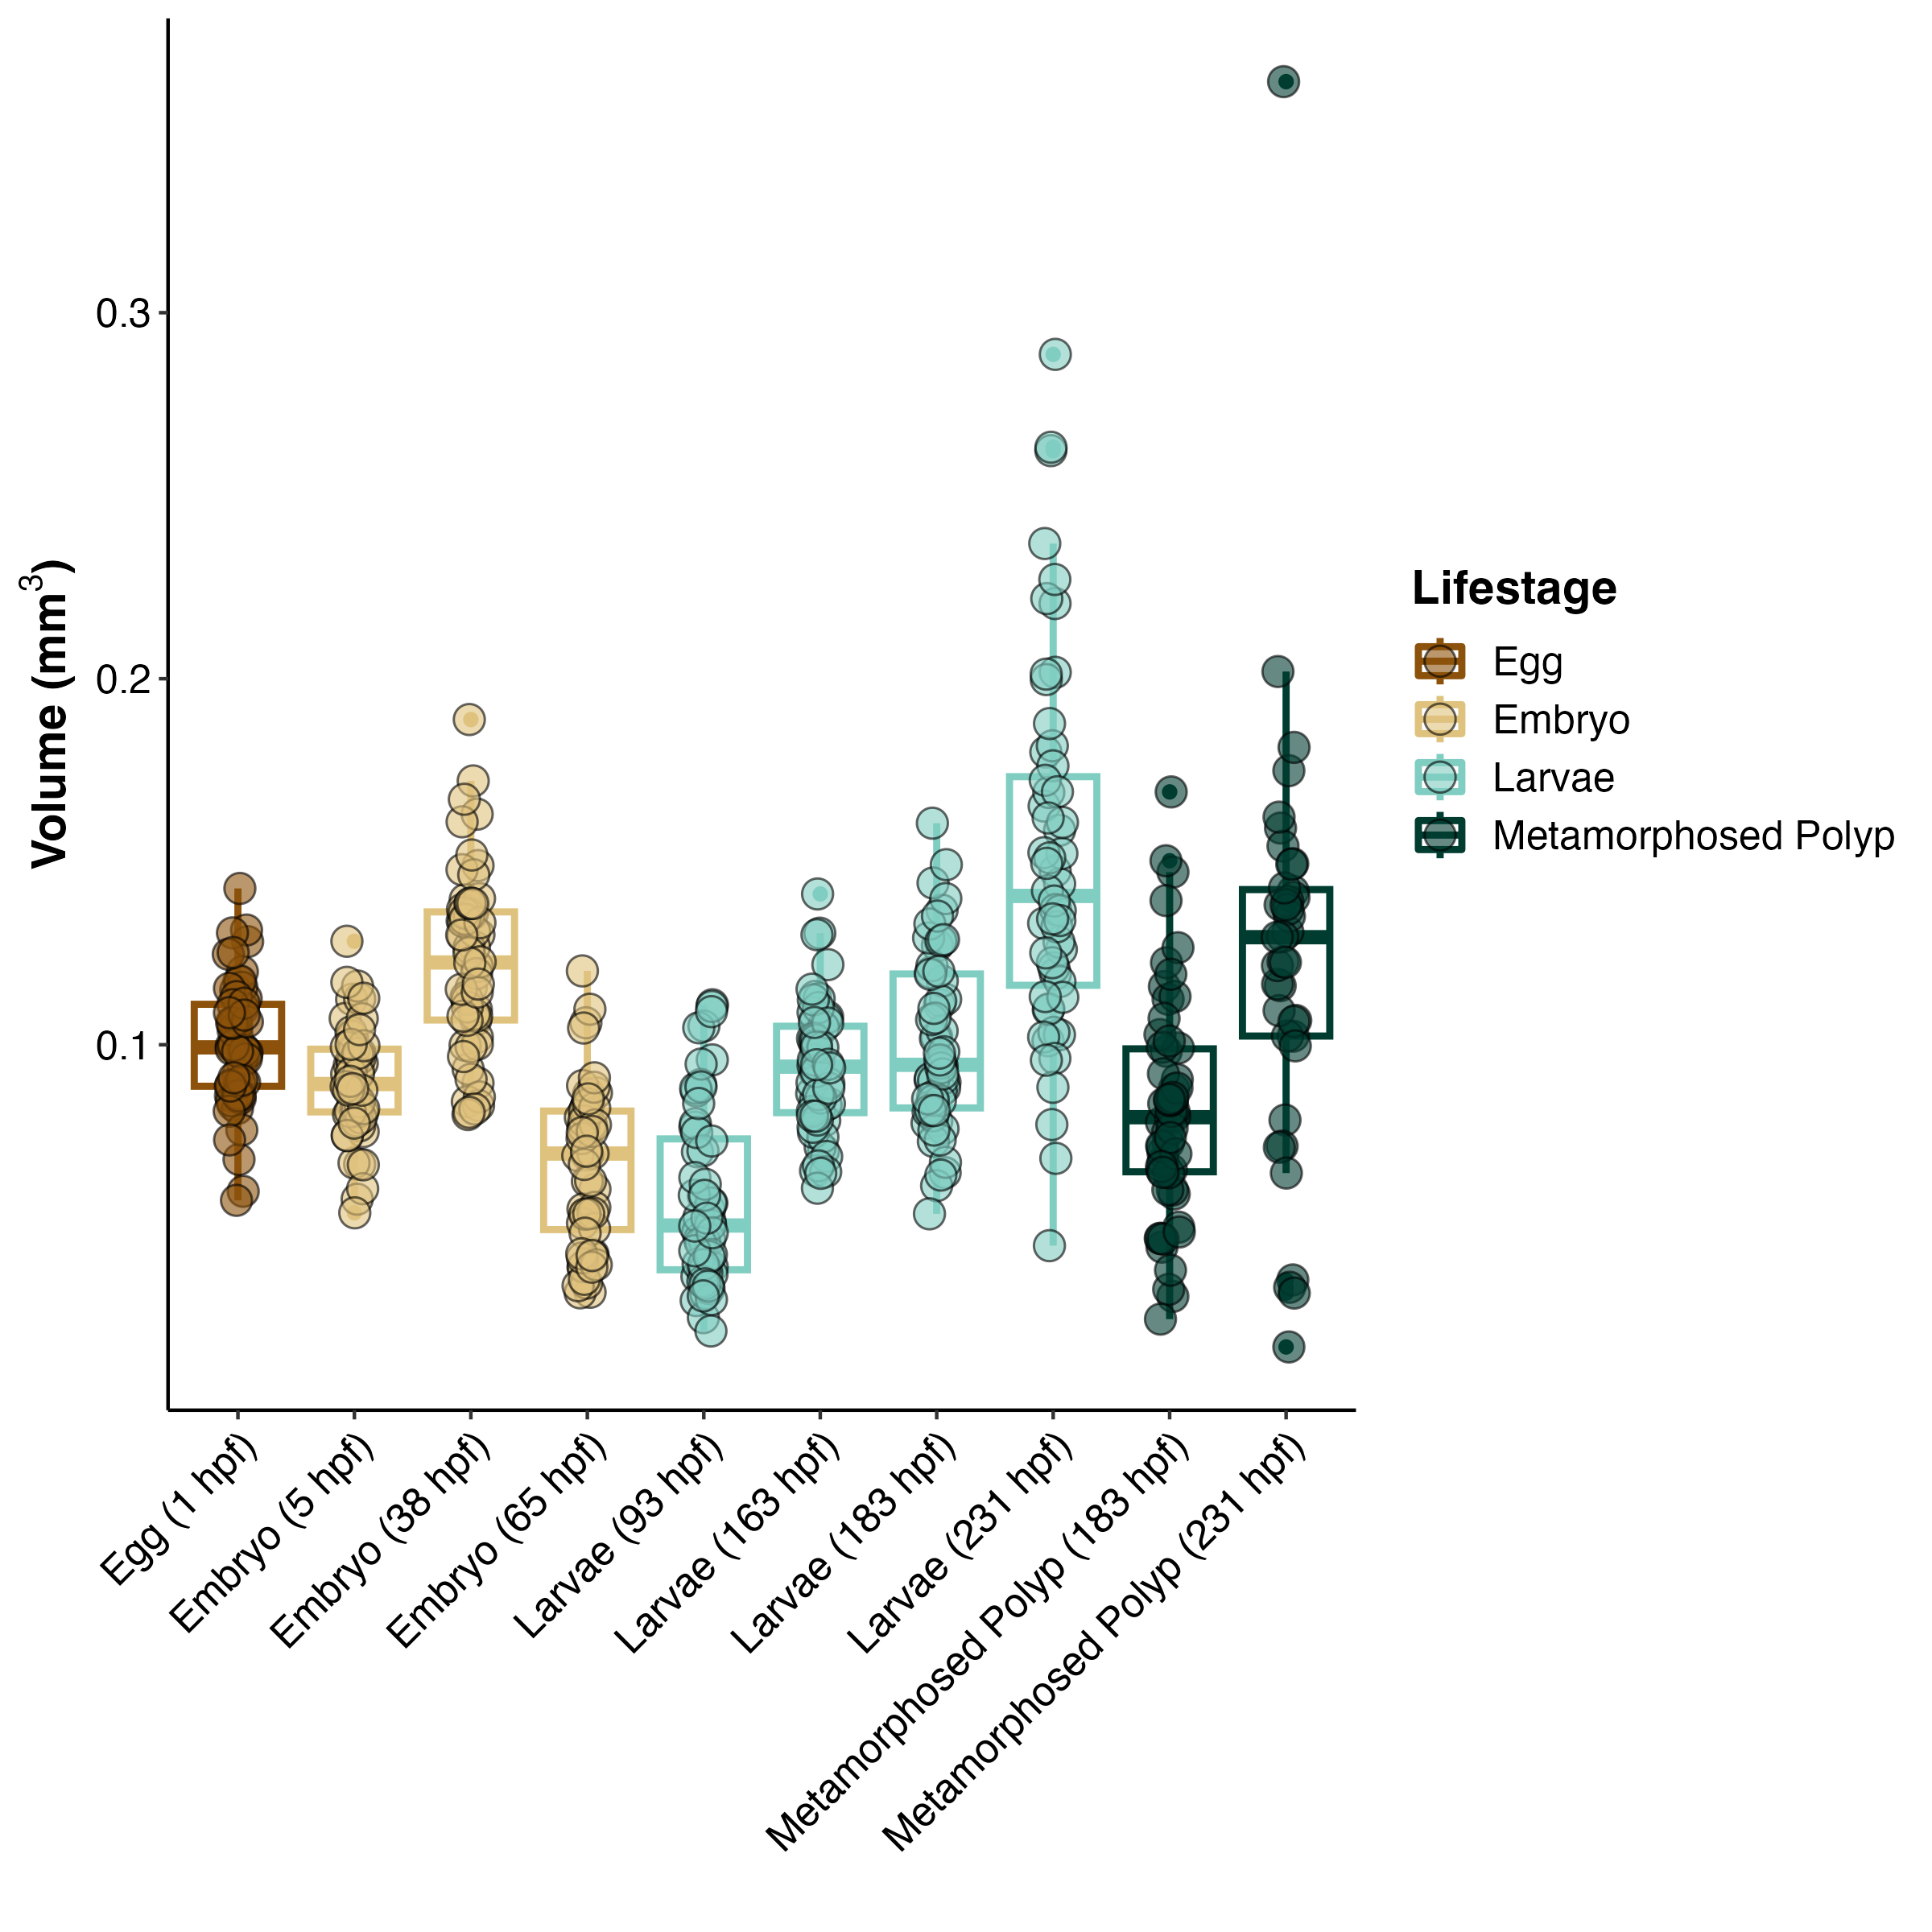 Volume (mm³)
0.3
0.2
0.1
Egg (1 hpf)
Embryo (5 hpf)
Embryo (38 hpf)
Embryo (65 hpf)
Larvae (93 hpf)
Larvae (163 hpf)
Larvae (183 hpf)
Larvae (231 hpf)
Metamorphosed Polyp (183 hpf)
Metamorphosed Polyp (231 hpf)
Lifestage
Egg
Embryo
Larvae
Metamorphosed Polyp